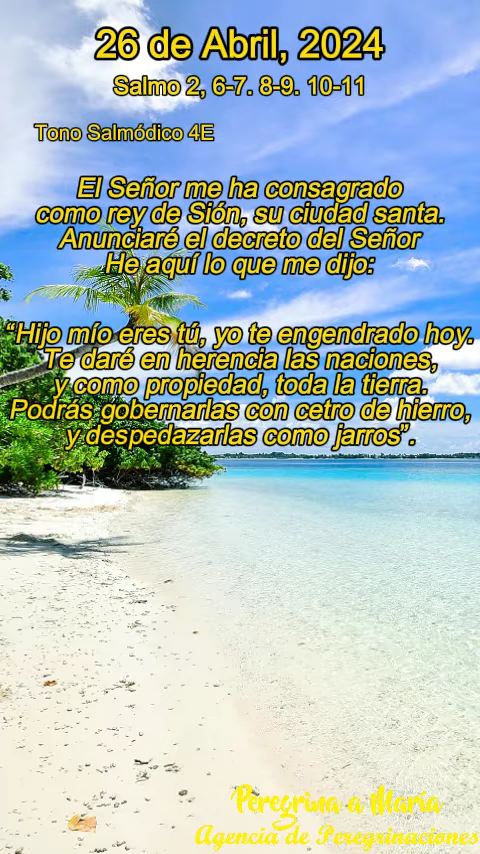 26 de Abril, 2024
Salmo 2, 6-7. 8-9. 10-11
Tono Salmódico 4E
El Señor me ha consagrado
como rey de Sión, su ciudad santa.
Anunciaré el decreto del Señor
He aquí lo que me dijo:
“Hijo mío eres tú, yo te engendrado hoy.
Te daré en herencia las naciones,
y como propiedad, toda la tierra.
Podrás gobernarlas con cetro de hierro,
y despedazarlas como jarros”.
Peregrina a María
Agencia de Peregrinaciones